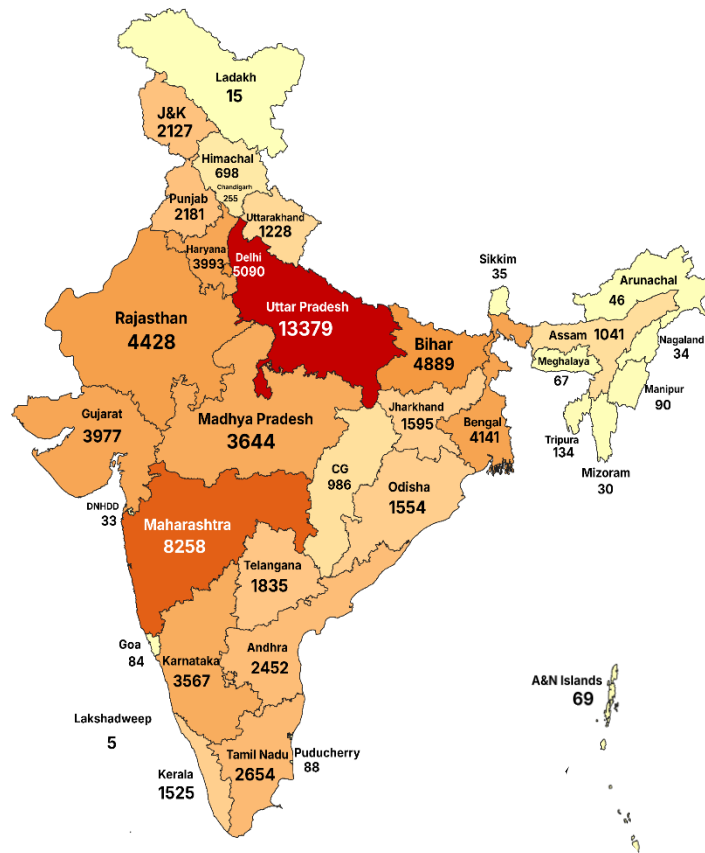 Ladakh
15
J&K
2127
Himachal
698
Chandigarh
255
Punjab
2181
Uttarakhand
1228
Haryana
3993
Delhi
5090
Sikkim
35
Arunachal
46
Uttar Pradesh
13379
Rajasthan
4428
Bihar
4889
Assam 1041
Nagaland
34
Meghalaya
67
Manipur
90
Gujarat
3977
Madhya Pradesh
3644
Jharkhand
1595
Bengal
4141
Tripura
134
Mizoram
30
CG
986
Odisha
1554
DNHDD
33
Maharashtra
8258
Telangana
1835
Goa
84
Karnataka
3567
Andhra
2452
A&N Islands
69
Lakshadweep
5
Tamil Nadu
2654
Puducherry
88
Kerala
1525